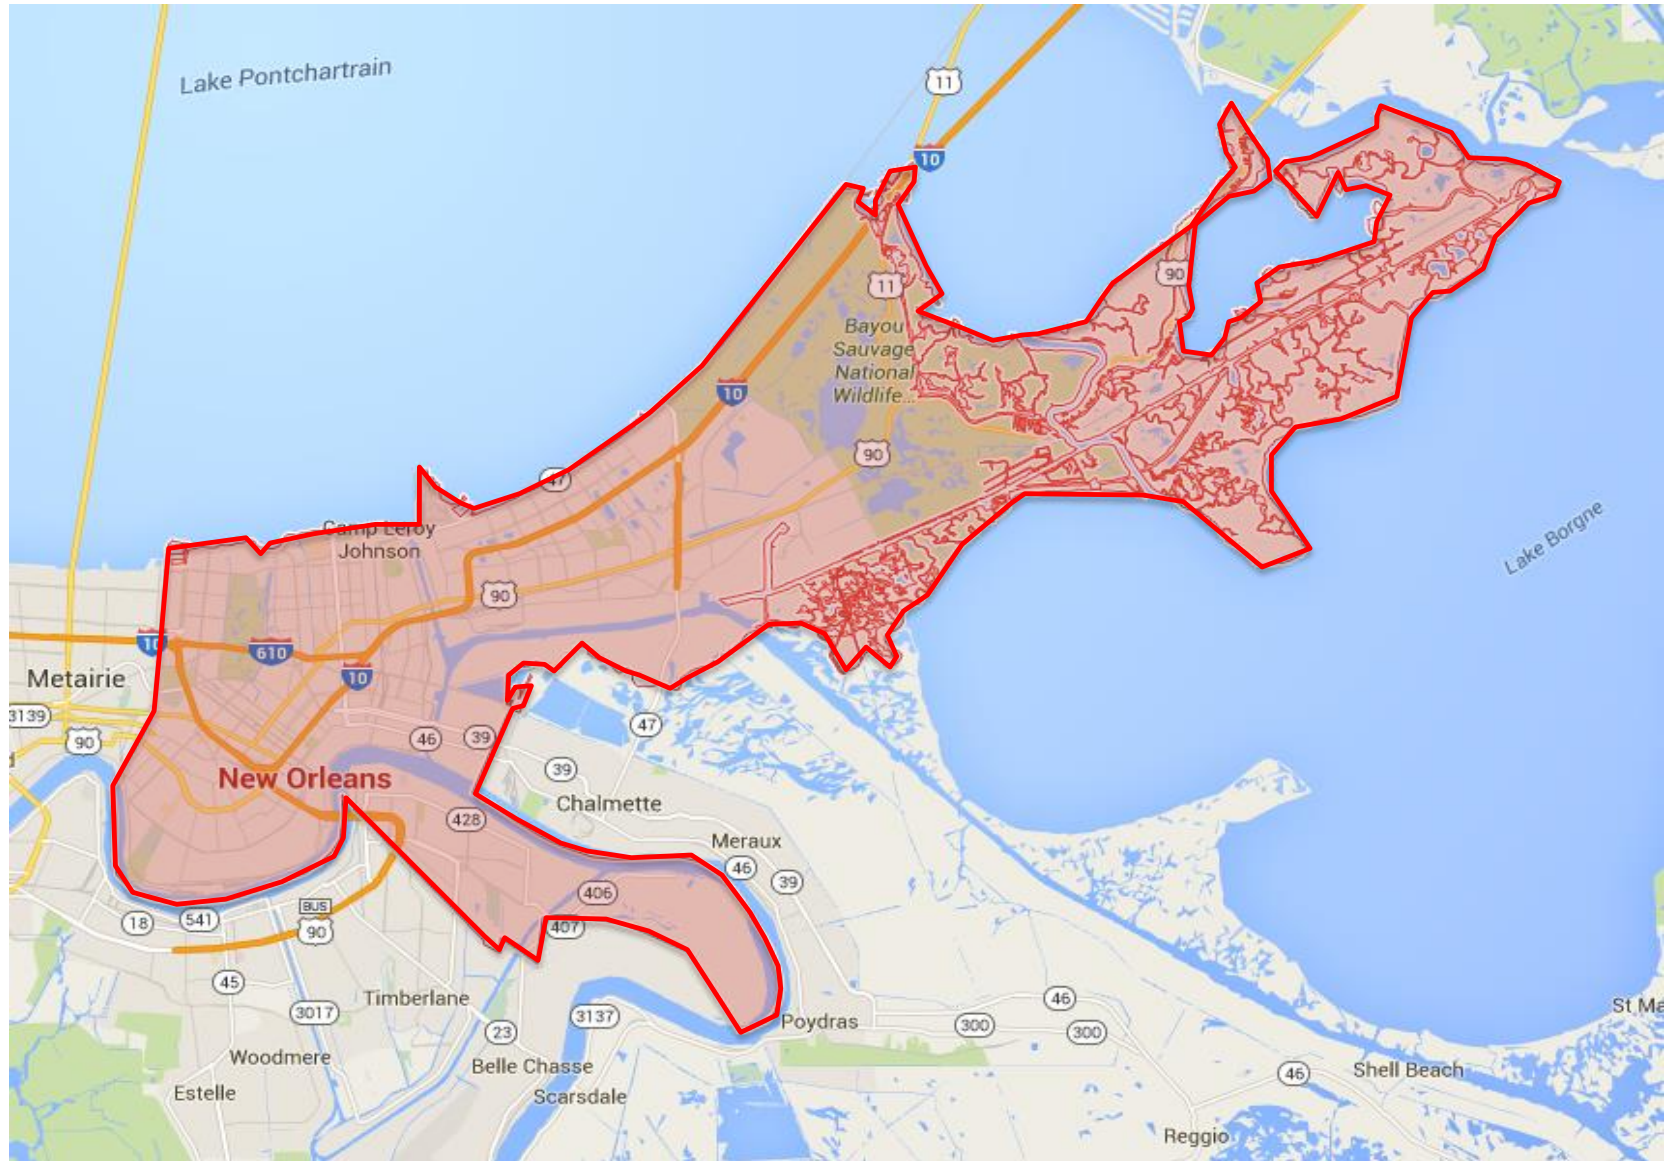 Lake Pontchartrain
11
10
11
90
Bayou
Sauvage
National
Wildlife...
10
90
47
Camp Leroy
Johnson
Lake Borgne
90
10
610
10
Metairie
3139
90
47
46
39
39
New Orleans
Chalmette
428
Meraux
46
39
406
BUS
90
18
541
407
45
Timberlane
3017
23
3137
Poydras
46
300
300
St Ma
Woodmere
Belle Chasse
Estelle
Scarsdale
46
Shell Beach
Reggio